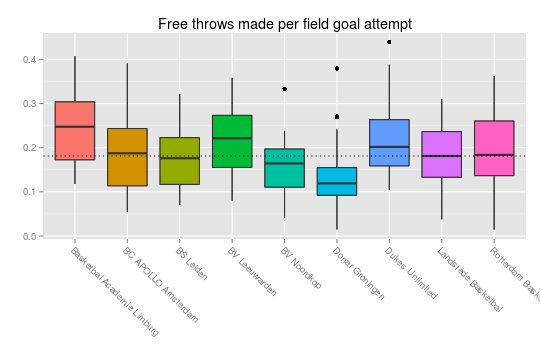 Free throws made per field goal attempt
0.4
0.3
0.2
0.1
0.0
Basketbal Academie Limburg
BC APOLLO Amsterdam
BS Leiden
BV Leeuwarden
BV Noordkop
Donar Groningen
Dukes Unlimited
Landstede Basketbal
Rotterdam